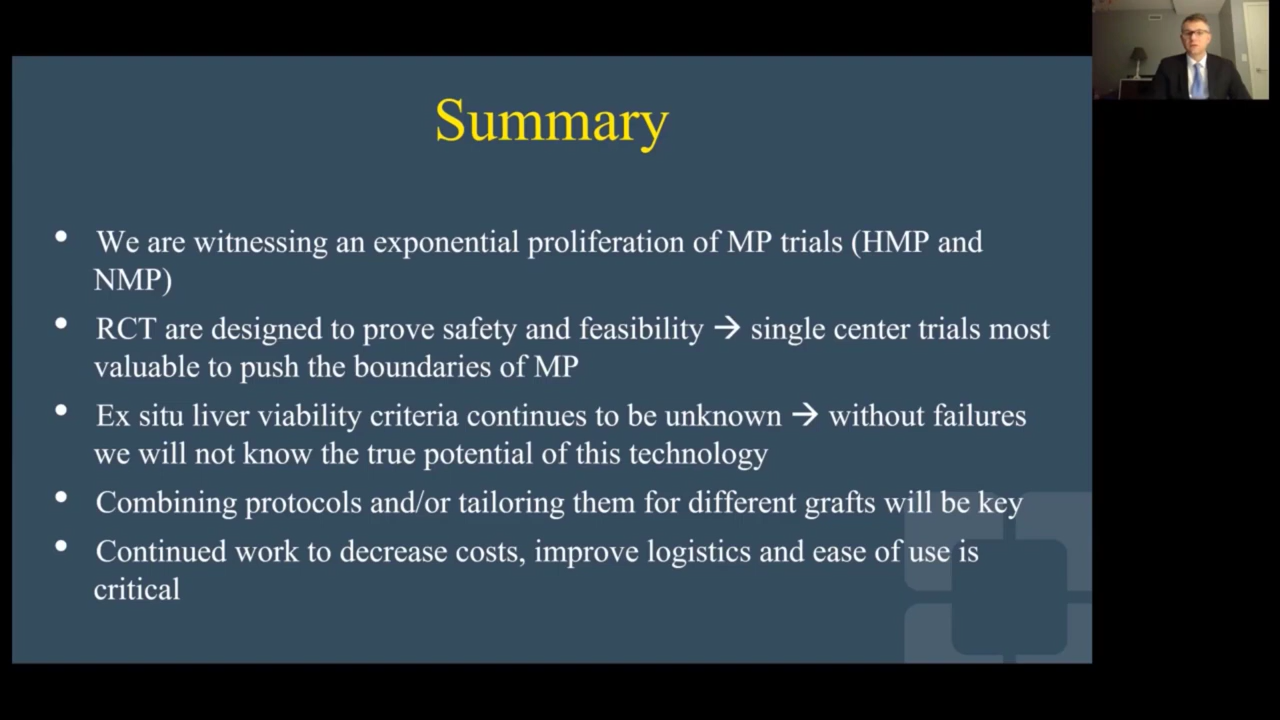 Summary
• We are witnessing an exponential proliferation of MP trials (HMP and
NMP)
• RCT are designed to prove safety and feasibility → single center trials most
valuable to push the boundaries of MP
• Ex situ liver viability criteria continues to be unknown → without failures
we will not know the true potential of this technology
• Combining protocols and/or tailoring them for different grafts will be key
• Continued work to decrease costs, improve logistics and ease of use is
critical